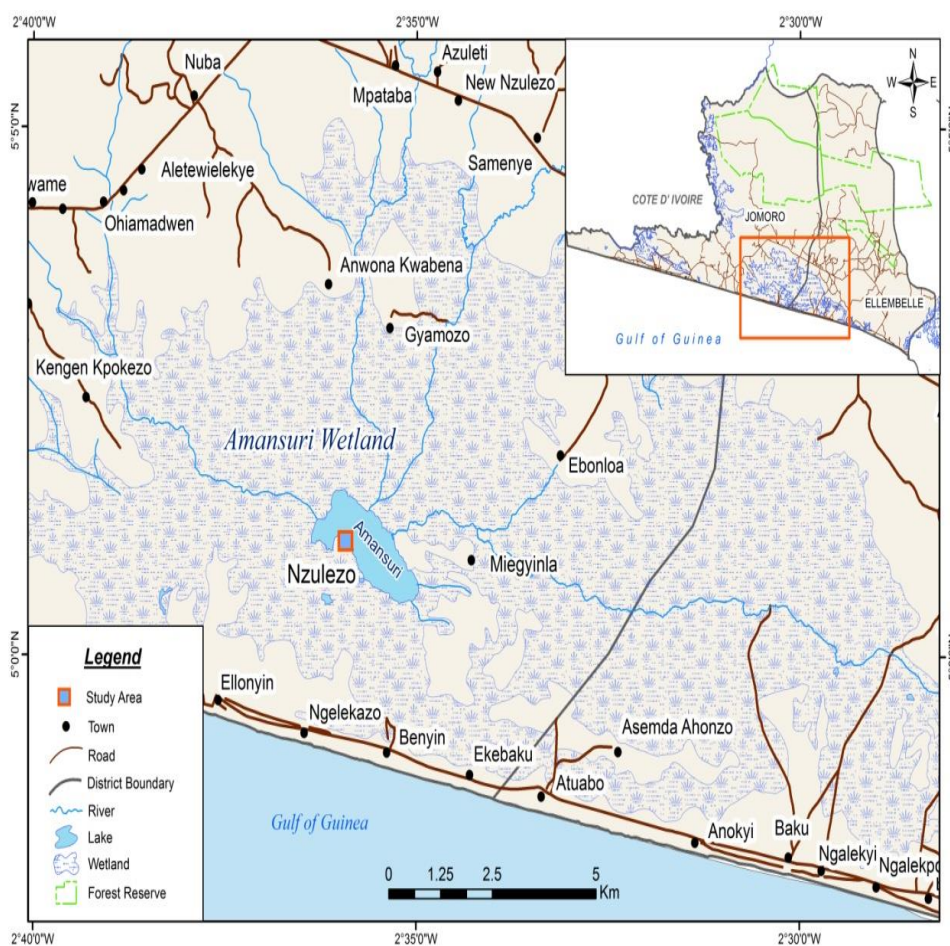 2°40'0"W
2°35'0"W
2°30'0"W
5°5'0"N
5°0'0"N
Nuba
Azuleti
Mpataba
New Nzulezo
Samenye
Aletewielekye
wame
Ohiamadwen
Anwona Kwabena
Gyamozo
Kengen Kpokezo
Amansuri Wetland
Ebonloa
Amansuri
Nzulezo
Miegyinla
N
W
E
S
COTE D' IVOIRE
JOMORO
ELLEMBELLE
Gulf of Guinea
Ellonyin
Ngelekazo
Benyin
Ekebaku
Asemda Ahonzo
Atuabo
Anokyi
Baku
Ngalekyi
Ngalekpo
Gulf of Guinea
0 1.25 2.5 5
Km
Legend
Study Area
Town
Road
District Boundary
River
Lake
Wetland
Forest Reserve
2°40'0"W
2°35'0"W
2°30'0"W